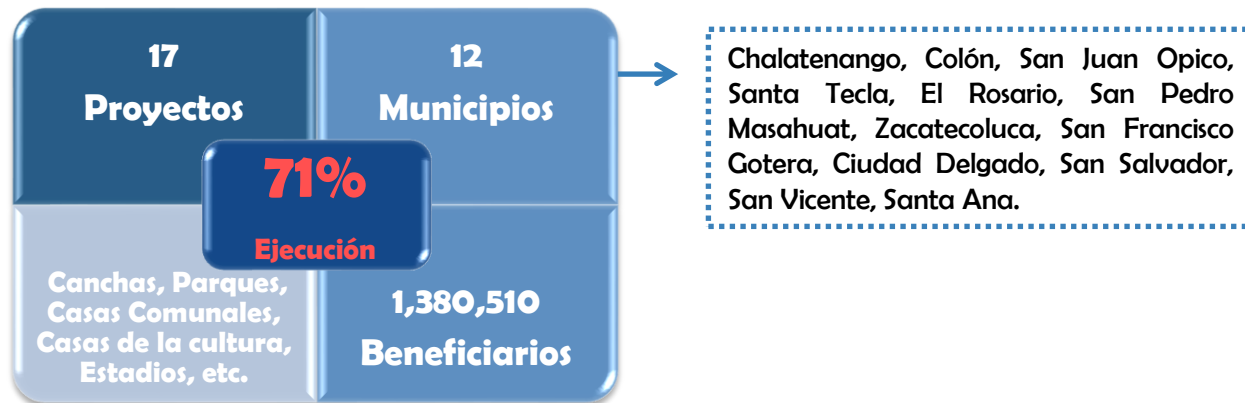 17
Proyectos
12
Municipios
71%
Ejecución
Canchas, Parques,
Casas Comunales,
Casas de la cultura,
Estadios, etc.
1,380,510
Beneficiarios
Chalatenango, Colón, San Juan Opico,
Santa Tecla, El Rosario, San Pedro
Masahuat, Zacatecoluca, San Francisco
Gotera, Ciudad Delgado, San Salvador,
San Vicente, Santa Ana.